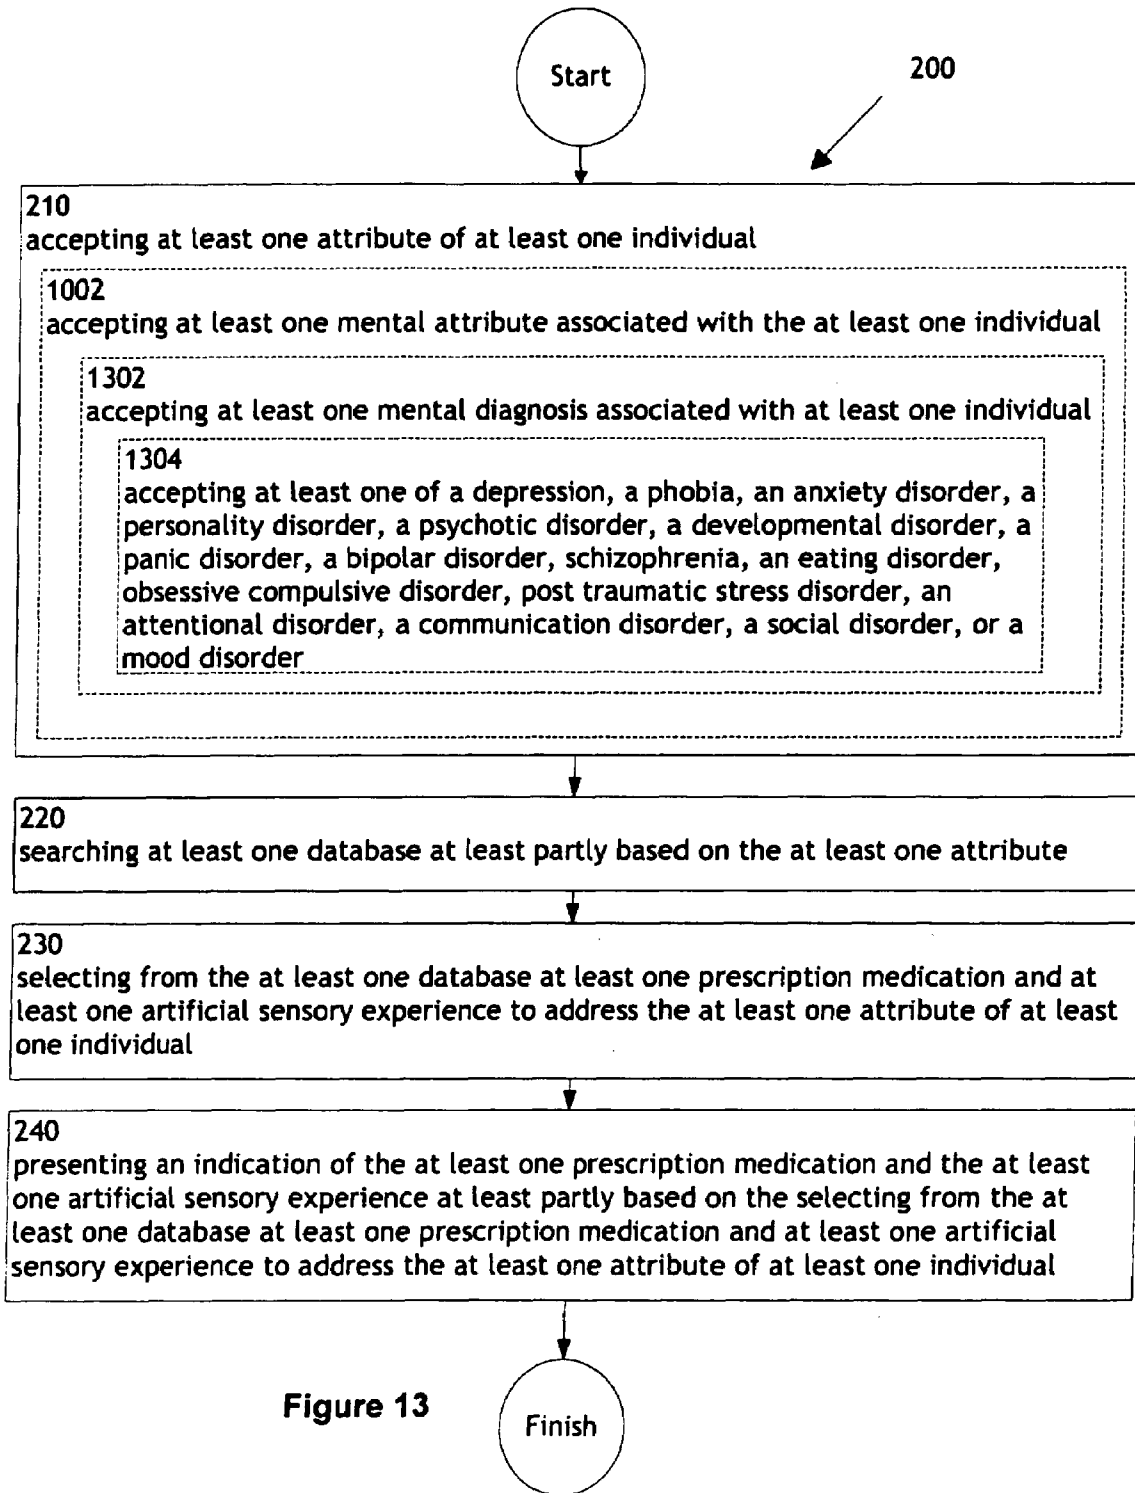 Start
200
210
accepting at least one attribute of at least one individual
1002
accepting at least one mental attribute associated with the at least one individual
1302
accepting at least one mental diagnosis associated with at least one individual
1304
accepting at least one of a depression, a phobia, an anxiety disorder, a
personality disorder, a psychotic disorder, a developmental disorder, a
panic disorder, a bipolar disorder, schizophrenia, an eating disorder,
obsessive compulsive disorder, post traumatic stress disorder, an
attentional disorder, a communication disorder, a social disorder, or a
mood disorder
220
searching at least one database at least partly based on the at least one attribute
230
selecting from the at least one database at least one prescription medication and at
least one artificial sensory experience to address the at least one attribute of at least
one individual
240
presenting an indication of the at least one prescription medication and the at least
one artificial sensory experience at least partly based on the selecting from the at
least one database at least one prescription medication and at least one artificial
sensory experience to address the at least one attribute of at least one individual
Figure 13
Finish